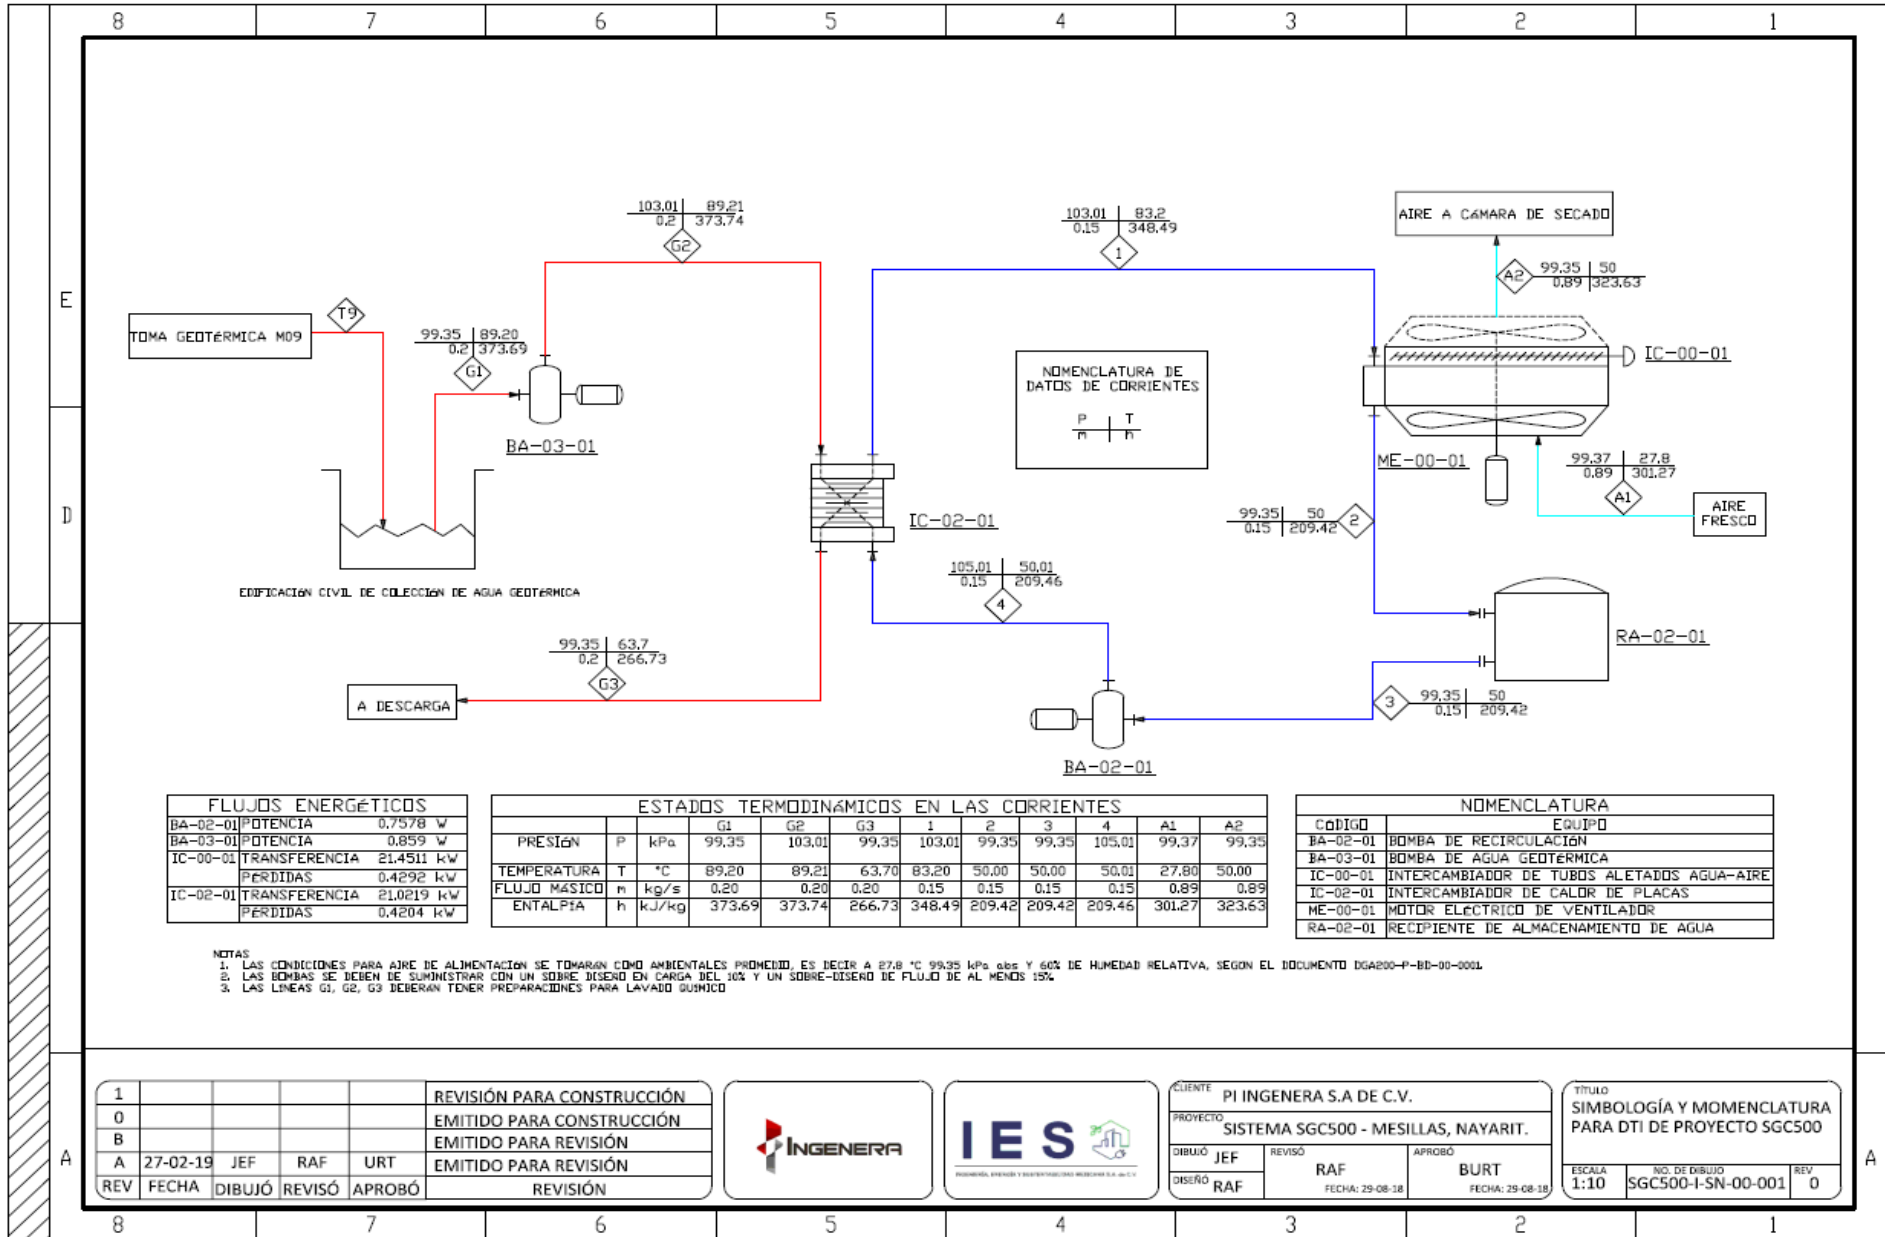 8 7 6 5 4 3 2 1
E
D
A
A
103.01 89.21
0.2 373.74
G2
103.01 83.2
0.15 348.49
1
AIRE A CáMARA DE SECADO
A2
99.35 50
0.89 323.63
TOMA GEOTéRMICA M09
T9
99.35 89.20
0.2 373.69
G1
BA-03-01
NOMENCLATURA DE
DATOS DE CORRIENTES
P T
m h
IC-00-01
ME-00-01
99.37 27.8
0.89 301.27
A1
AIRE
FRESCO
IC-02-01
99.35 50
0.15 209.42
2
EDIFICACIóN CIVIL DE COLECCIóN DE AGUA GEOTéRMICA
105.01 50.01
0.15 209.46
4
RA-02-01
99.35 63.7
0.2 266.73
G3
A DESCARGA
3
99.35 50
0.15 209.42
BA-02-01
FLUJOS ENERGéTICOS
BA-02-01 POTENCIA 0.7578 W
BA-03-01 POTENCIA 0.859 W
IC-00-01 TRANSFERENCIA 21.4511 kW
PéRDIDAS 0.4292 kW
IC-02-01 TRANSFERENCIA 21.0219 kW
PéRDIDAS 0.4204 kW
ESTADOS TERMODINáMICOS EN LAS CORRIENTES
G1 G2 G3 1 2 3 4 A1 A2
PRESIóN P kPa 99.35 103.01 99.35 103.01 99.35 99.35 105.01 99.37 99.35
TEMPERATURA T °C 89.20 89.21 63.70 83.20 50.00 50.00 50.01 27.80 50.00
FLUJO MáSICO m kg/s 0.20 0.20 0.20 0.15 0.15 0.15 0.15 0.89 0.89
ENTALPíA h kJ/kg 373.69 373.74 266.73 348.49 209.42 209.42 209.46 301.27 323.63
NOMENCLATURA
CóDIGO EQUIPO
BA-02-01 BOMBA DE RECIRCULACIóN
BA-03-01 BOMBA DE AGUA GEOTéRMICA
IC-00-01 INTERCAMBIADOR DE TUBOS ALETADOS AGUA-AIRE
IC-02-01 INTERCAMBIADOR DE CALOR DE PLACAS
ME-00-01 MOTOR ELéCTRICO DE VENTILADOR
RA-02-01 RECIPIENTE DE ALMACENAMIENTO DE AGUA
NOTAS
1. LAS CONDICIONES PARA AIRE DE ALIMENTACIóN SE TOMARáN COMO AMBIENTALES PROMEDIO, ES DECIR A 27.8 °C 99.35 kPa abs Y 60% DE HUMEDAD RELATIVA, SEGúN EL DOCUMENTO DGA200-P-BD-00-0001.
2. LAS BOMBAS SE DEBEN DE SUMINISTRAR CON UN SOBRE DISEñO EN CARGA DEL 10% Y UN SOBRE-DISEñO DE FLUJO DE AL MENOS 15%
3. LAS LíNEAS G1, G2, G3 DEBERáN TENER PREPARACIONES PARA LAVADO QUíMICO
1 REVISIÓN PARA CONSTRUCCIÓN
0 EMITIDO PARA CONSTRUCCIÓN
B EMITIDO PARA REVISIÓN
A 27-02-19 JEF RAF URT EMITIDO PARA REVISIÓN
REV FECHA DIBUJÓ REVISÓ APROBÓ REVISIÓN
INGENERA
IES
CLIENTE PI INGENERA S.A DE C.V.
PROYECTO SISTEMA SGC500 - MESILLAS, NAYARIT.
DIBUJÓ JEF
REVISÓ RAF FECHA: 29-08-18
APROBÓ BURT FECHA: 29-08-18
DISEÑÓ RAF
TÍTULO
SIMBOLOGÍA Y MOMENCLATURA
PARA DTI DE PROYECTO SGC500
ESCALA 1:10
NO. DE DIBUJO SGC500-I-SN-00-001
REV 0
8 7 6 5 4 3 2 1